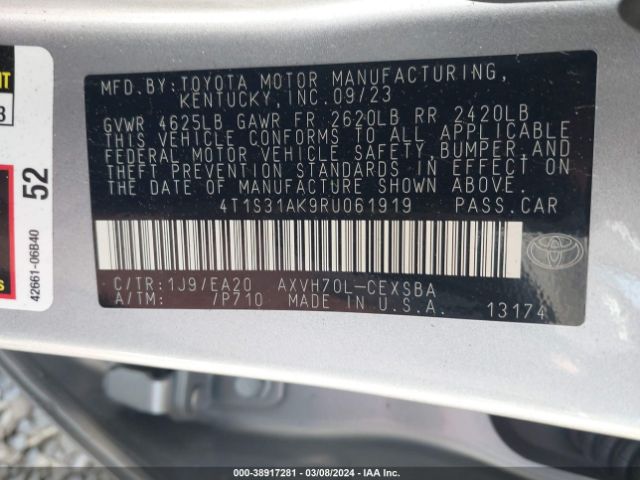 MFD.BY:TOYOTA MOTOR MANUFACTURING,
KENTUCKY,INC.09/23
GVWR 4625LB GAWR FR 2620LB RR 2420LB
THIS VEHICLE CONFORMS TO ALL APPLICABLE
FEDERAL MOTOR VEHICLE SAFETY,BUMPER,AND
THEFT PREVENTION STANDARDS IN EFFECT ON
THE DATE OF MANUFACTURE SHOWN ABOVE.
4T1S31AK9RU061919 PASS.CAR
C/TR:1J9/EA20 AXVH70L-CEXSBA
A/TM: /P710 MADE IN U.S.A. 13174
TOYOTA
52
42661-06B40
000-38917281 - 03/08/2024 - IAA Inc.